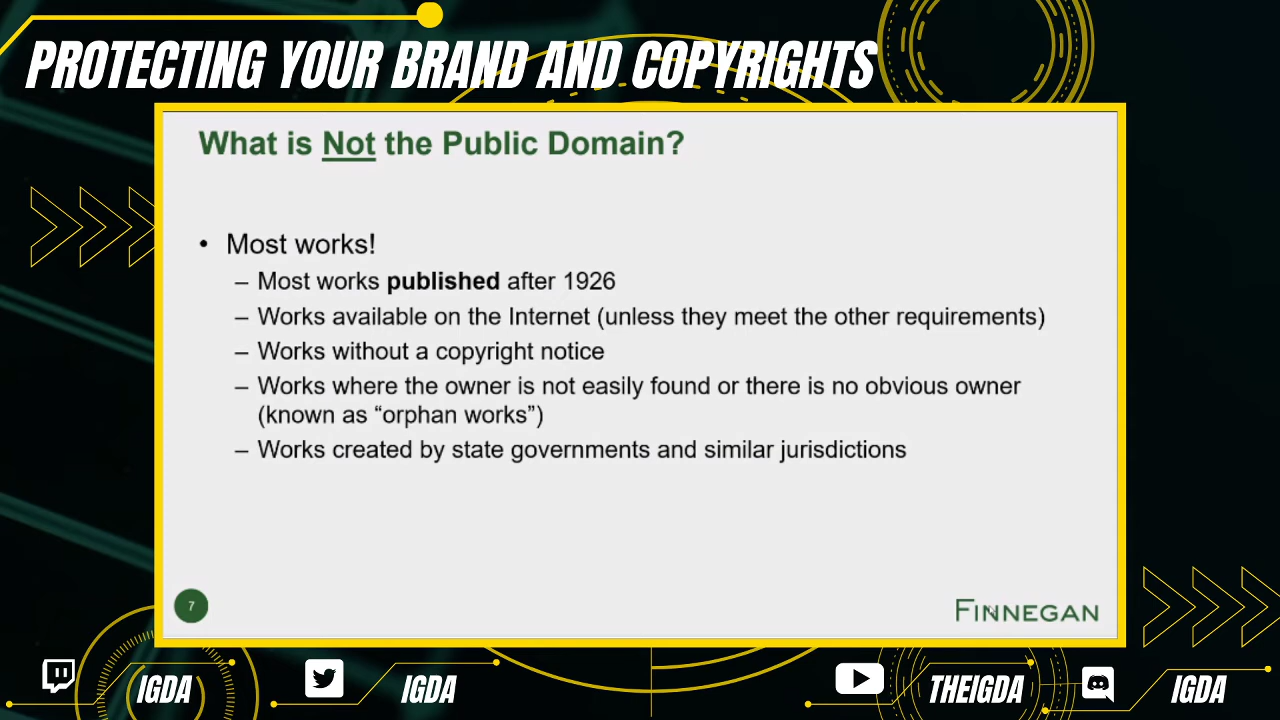 PROTECTING YOUR BRAND AND COPYRIGHTS
What is Not the Public Domain?
• Most works!
– Most works published after 1926
– Works available on the Internet (unless they meet the other requirements)
– Works without a copyright notice
– Works where the owner is not easily found or there is no obvious owner
(known as “orphan works”)
– Works created by state governments and similar jurisdictions
7
FINNEGAN
IGDA
IGDA
THEIGDA
IGDA